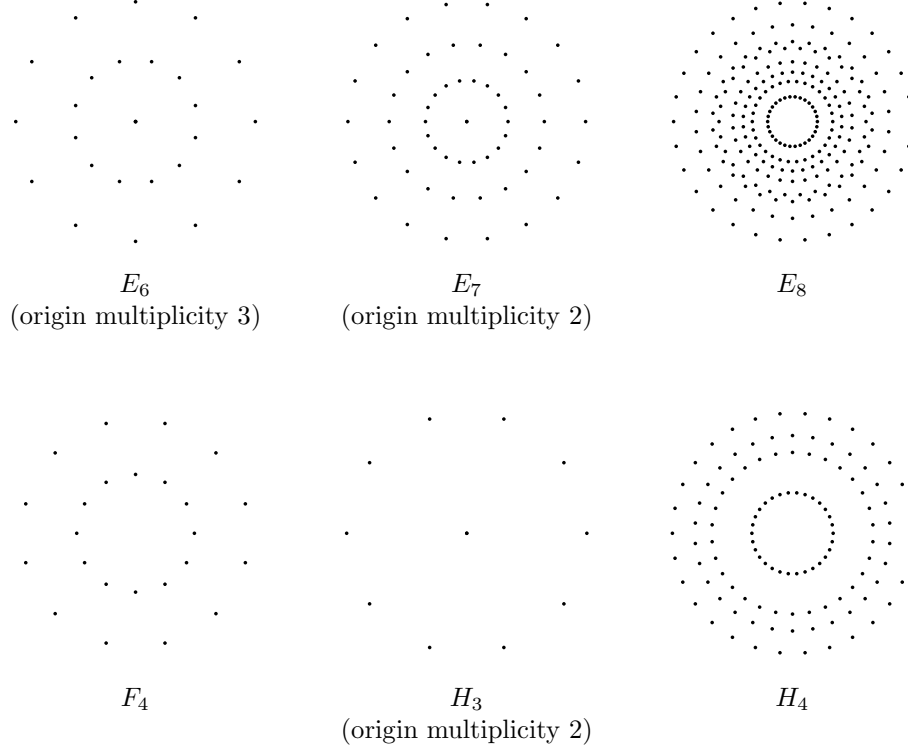 E₆
(origin multiplicity 3)
E₇
(origin multiplicity 2)
E₈
F₄
H₃
(origin multiplicity 2)
H₄